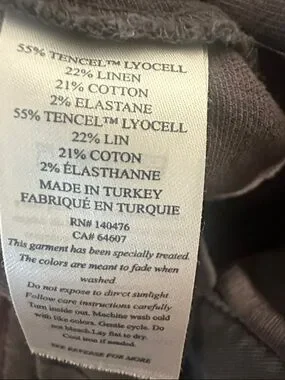 55% TENCEL™ LYOCELL
22% LINEN
21% COTTON
2% ELASTANE
55% TENCEL™ LYOCELL
22% LIN
21% COTON
2% ÉLASTHANNE
MADE IN TURKEY
FABRIQUÉ EN TURQUIE
RN# 140476
CA# 64607
This garment has been specially treated.
The colors are meant to fade when
washed.
Do not expose to direct sunlight
Follow care instructions carefully
Turn inside out. Machine wash cold
with like colors. Gentle cycle. Do
not bleach. Lay flat to dry.
Cool iron if needed.
SEE REVERSE FOR MORE